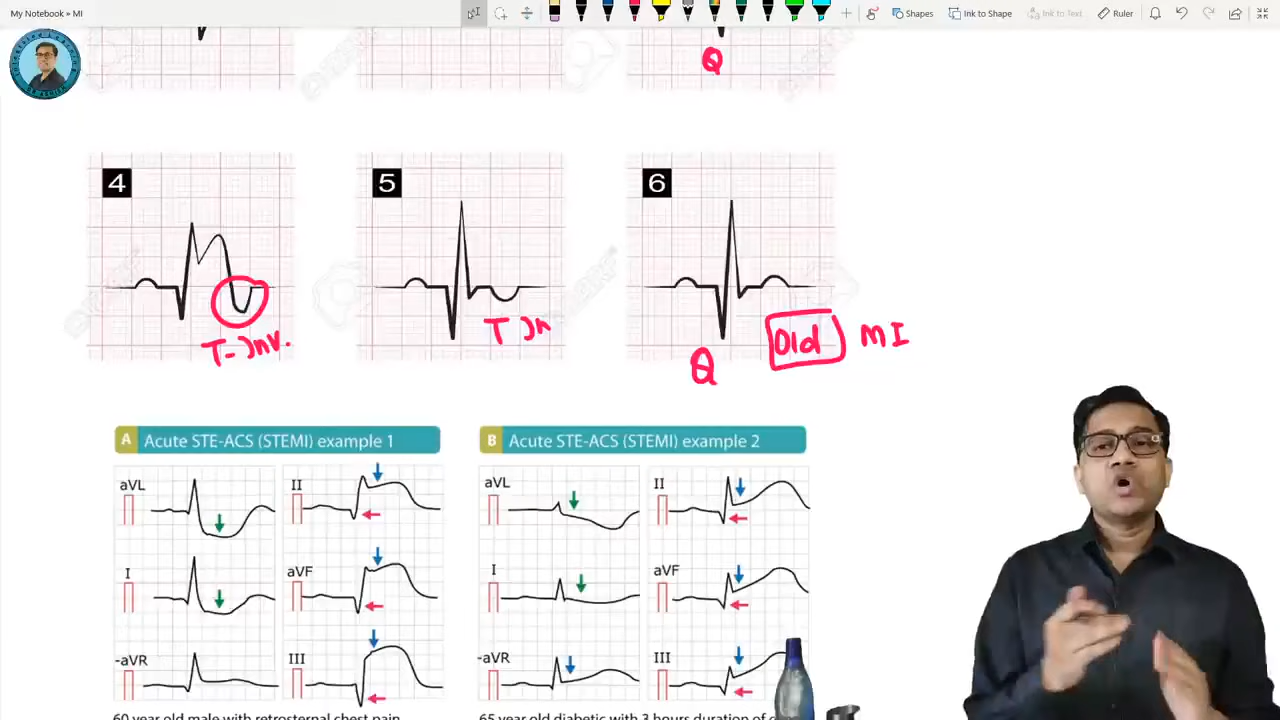 My Notebook » MI
Shapes
Ink to Shape
Ink to Text
Ruler
Q
4
5
6
T-Inv.
T In
Q
Old MI
A Acute STE-ACS (STEMI) example 1
B Acute STE-ACS (STEMI) example 2
aVL
II
aVL
II
I
aVF
I
aVF
-aVR
III
-aVR
III
60 year old male with retrosternal chest pain
65 year old diabetic with 3 hours duration of